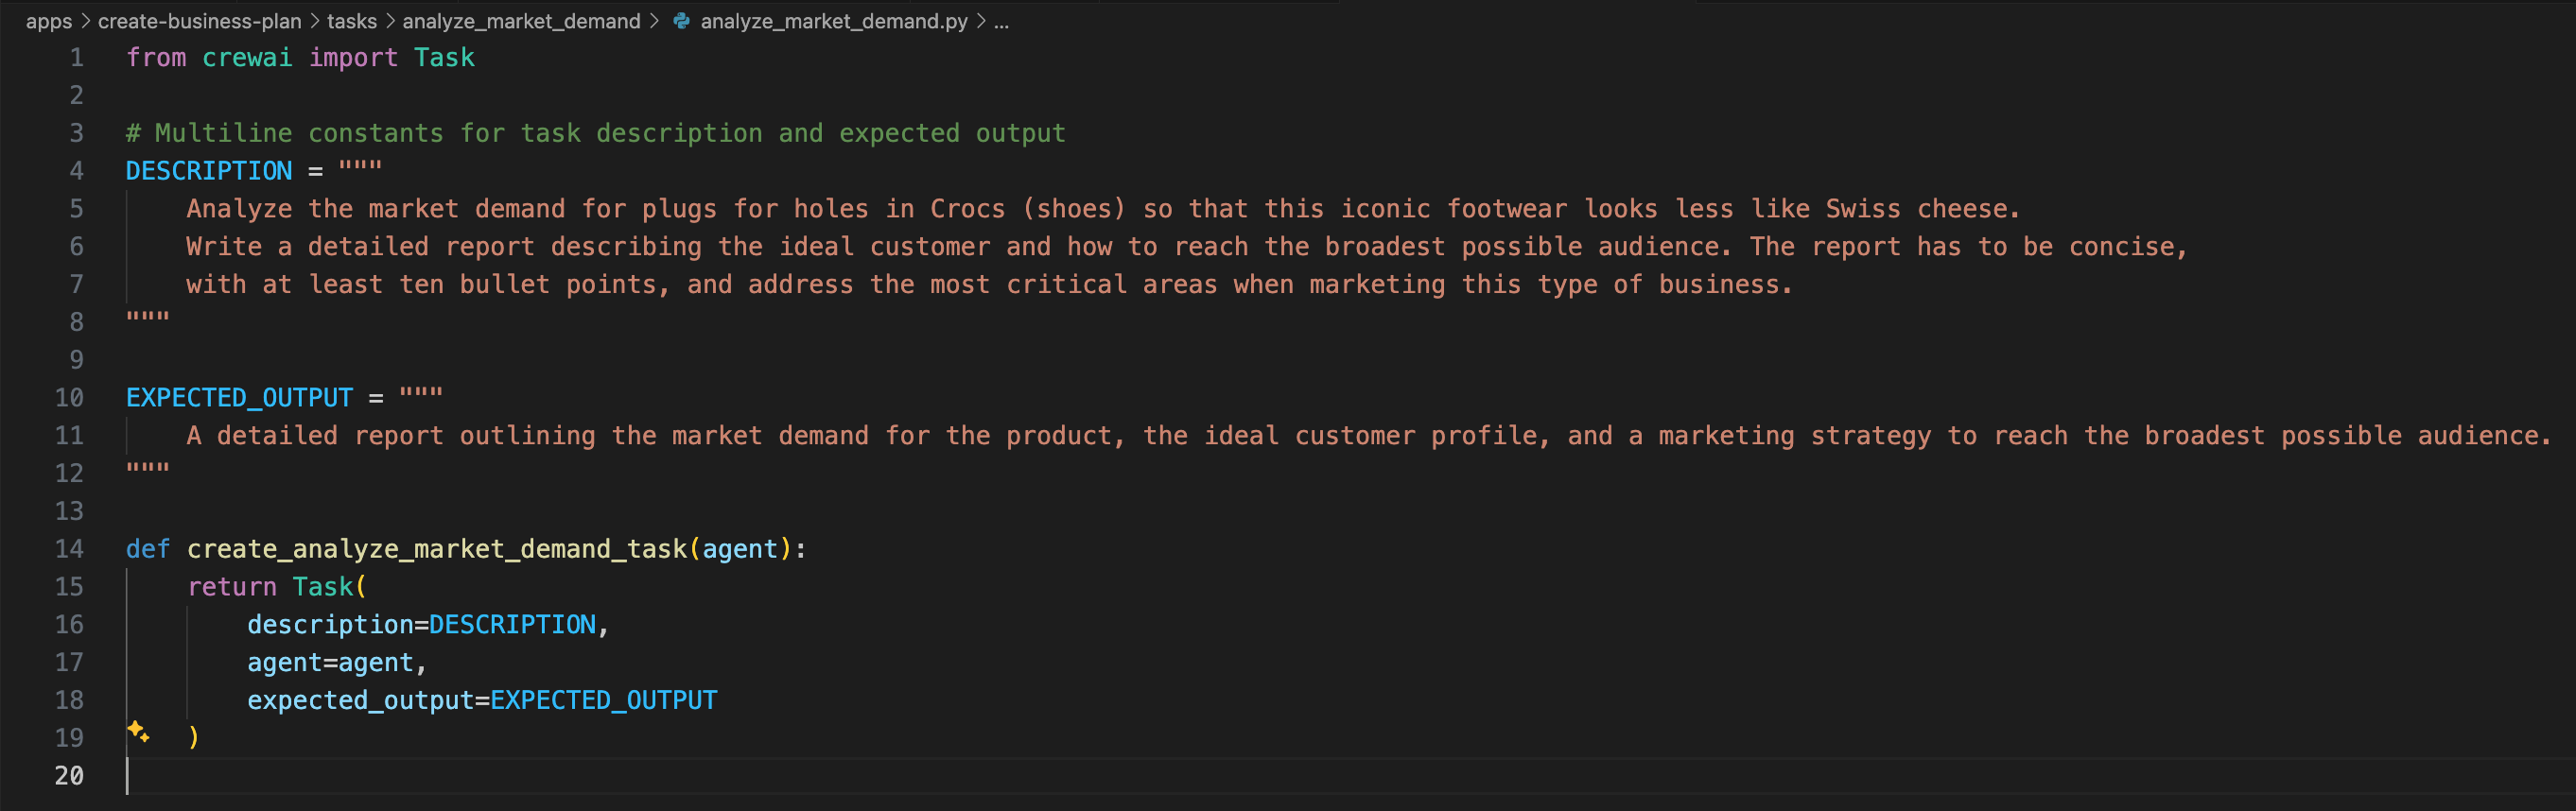 apps > create-business-plan > tasks > analyze_market_demand > analyze_market_demand.py > ...
1 from crewai import Task
2
3 # Multiline constants for task description and expected output
4 DESCRIPTION = """
5     Analyze the market demand for plugs for holes in Crocs (shoes) so that this iconic footwear looks less like Swiss cheese.
6     Write a detailed report describing the ideal customer and how to reach the broadest possible audience. The report has to be concise,
7     with at least ten bullet points, and address the most critical areas when marketing this type of business.
8 """
9
10 EXPECTED_OUTPUT = """
11     A detailed report outlining the market demand for the product, the ideal customer profile, and a marketing strategy to reach the broadest possible audience.
12 """
13
14 def create_analyze_market_demand_task(agent):
15     return Task(
16         description=DESCRIPTION,
17         agent=agent,
18         expected_output=EXPECTED_OUTPUT
19     )
20